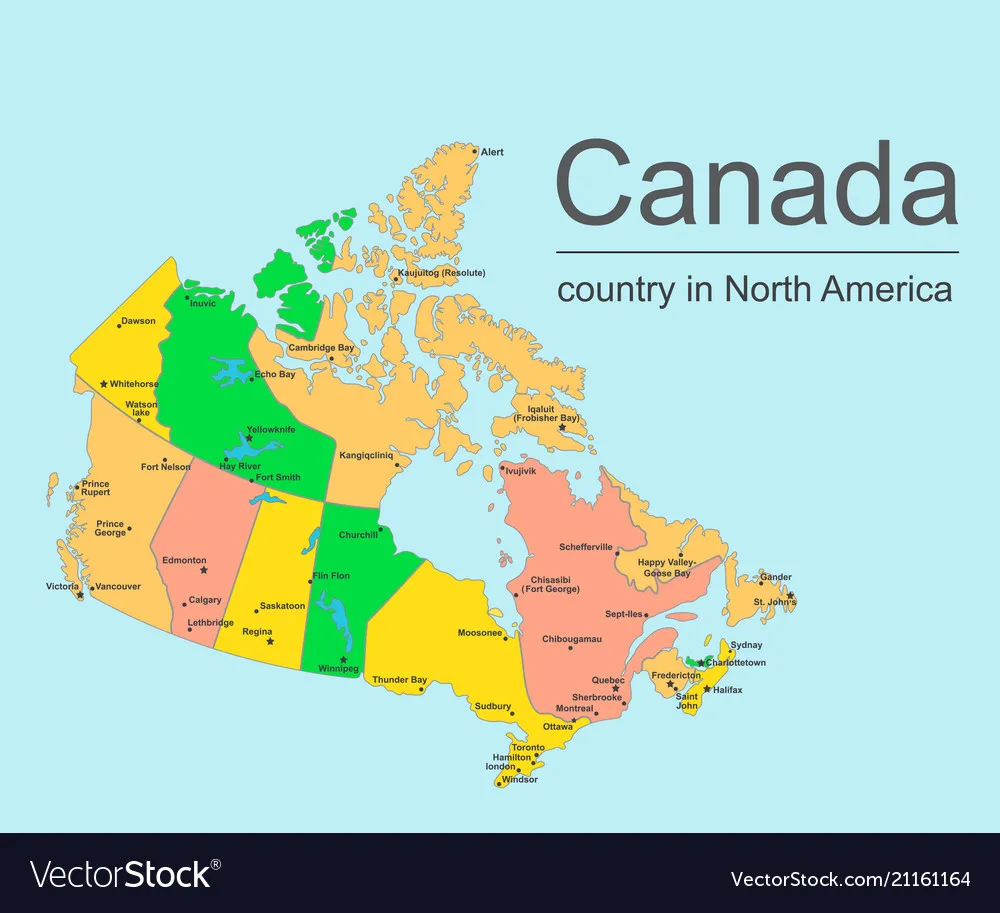 Canada
country in North America
Alert
Kaujuitog (Resolute)
Inuvic
Dawson
Cambridge Bay
Echo Bay
Whitehorse
Watson
lake
Iqaluit
(Frobisher Bay)
Yellowknife
Kangiqcliniq
Hay River
Fort Nelson
Fort Smith
Ivujivik
Prince
Rupert
Prince
George
Churchill
Schefferville
Happy Valley-
Goose Bay
Edmonton
Flin Flon
Chisasibi
(Fort George)
Gander
St. John's
Victoria
Vancouver
Calgary
Saskatoon
Lethbridge
Regina
Sept-Iles
Moosonee
Chibougamau
Sydnay
Charlottetown
Winnipeg
Thunder Bay
Quebec
Fredericton
Halifax
Sherbrooke
Saint
John
Montreal
Sudbury
Ottawa
Toronto
Hamilton
london
Windsor
VectorStock®
VectorStock.com/21161164